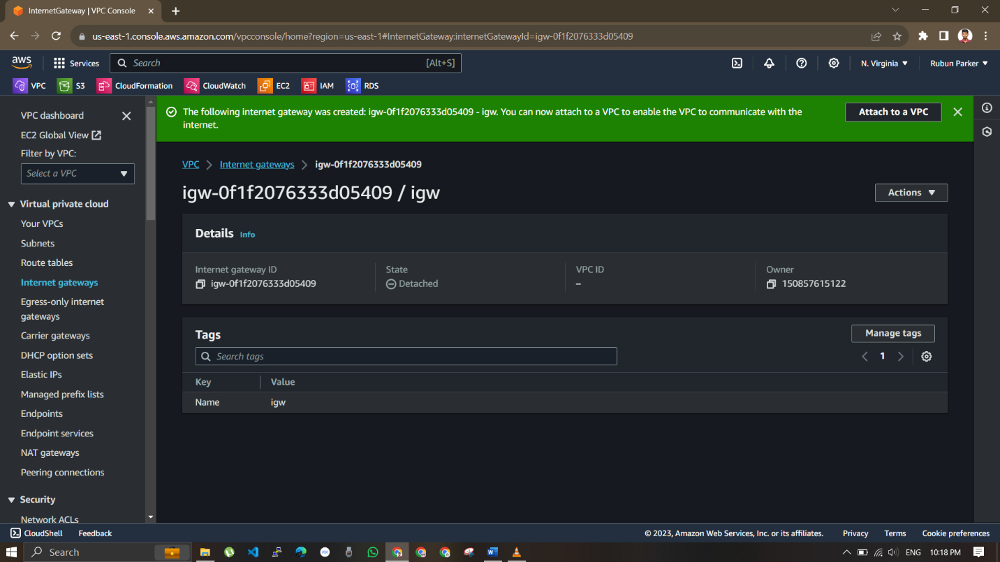 InternetGateway | VPC Console
us-east-1.console.aws.amazon.com/vpcconsole/home?region=us-east-1#InternetGateway:internetGatewayId=igw-0f1f2076333d05409
aws
Services
Search
[Alt+S]
N. Virginia
Rubun Parker
VPC
S3
CloudFormation
CloudWatch
EC2
IAM
RDS
VPC dashboard
EC2 Global View
Filter by VPC:
Select a VPC
Virtual private cloud
Your VPCs
Subnets
Route tables
Internet gateways
Egress-only internet
gateways
Carrier gateways
DHCP option sets
Elastic IPs
Managed prefix lists
Endpoints
Endpoint services
NAT gateways
Peering connections
Security
Network ACLs
The following internet gateway was created: igw-0f1f2076333d05409 - igw. You can now attach to a VPC to enable the VPC to communicate with the
internet.
Attach to a VPC
VPC
Internet gateways
igw-0f1f2076333d05409
igw-0f1f2076333d05409 / igw
Actions
Details
Info
Internet gateway ID
igw-0f1f2076333d05409
State
Detached
VPC ID
–
Owner
150857615122
Tags
Manage tags
Search tags
1
Key
Value
Name
igw
CloudShell
Feedback
© 2023, Amazon Web Services, Inc. or its affiliates.
Privacy
Terms
Cookie preferences
Search
ENG
10:18 PM